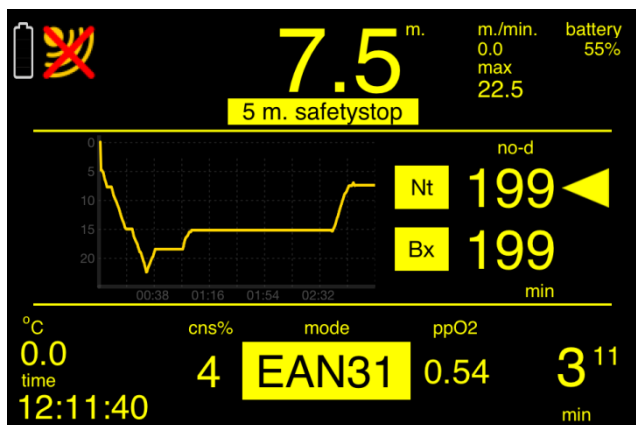 7.5 m.
m./min. battery
0.0 55%
max
22.5
5 m. safetystop
no-d
0
5
10
15
20
00:38 01:16 01:54 02:32
Nt 199
Bx 199
min
°C cns% mode ppO2
0.0
4 EAN31 0.54 3 11
time
12:11:40 min